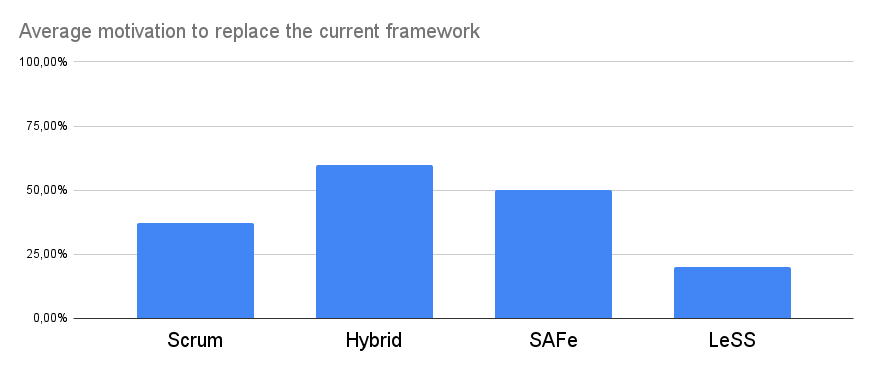 Average motivation to replace the current framework
100,00%
75,00%
50,00%
25,00%
0,00%
Scrum Hybrid SAFe LeSS